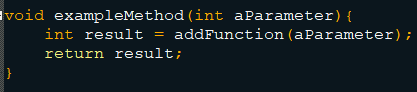 void exampleMethod(int aParameter){
    int result = addFunction(aParameter);
    return result;
}